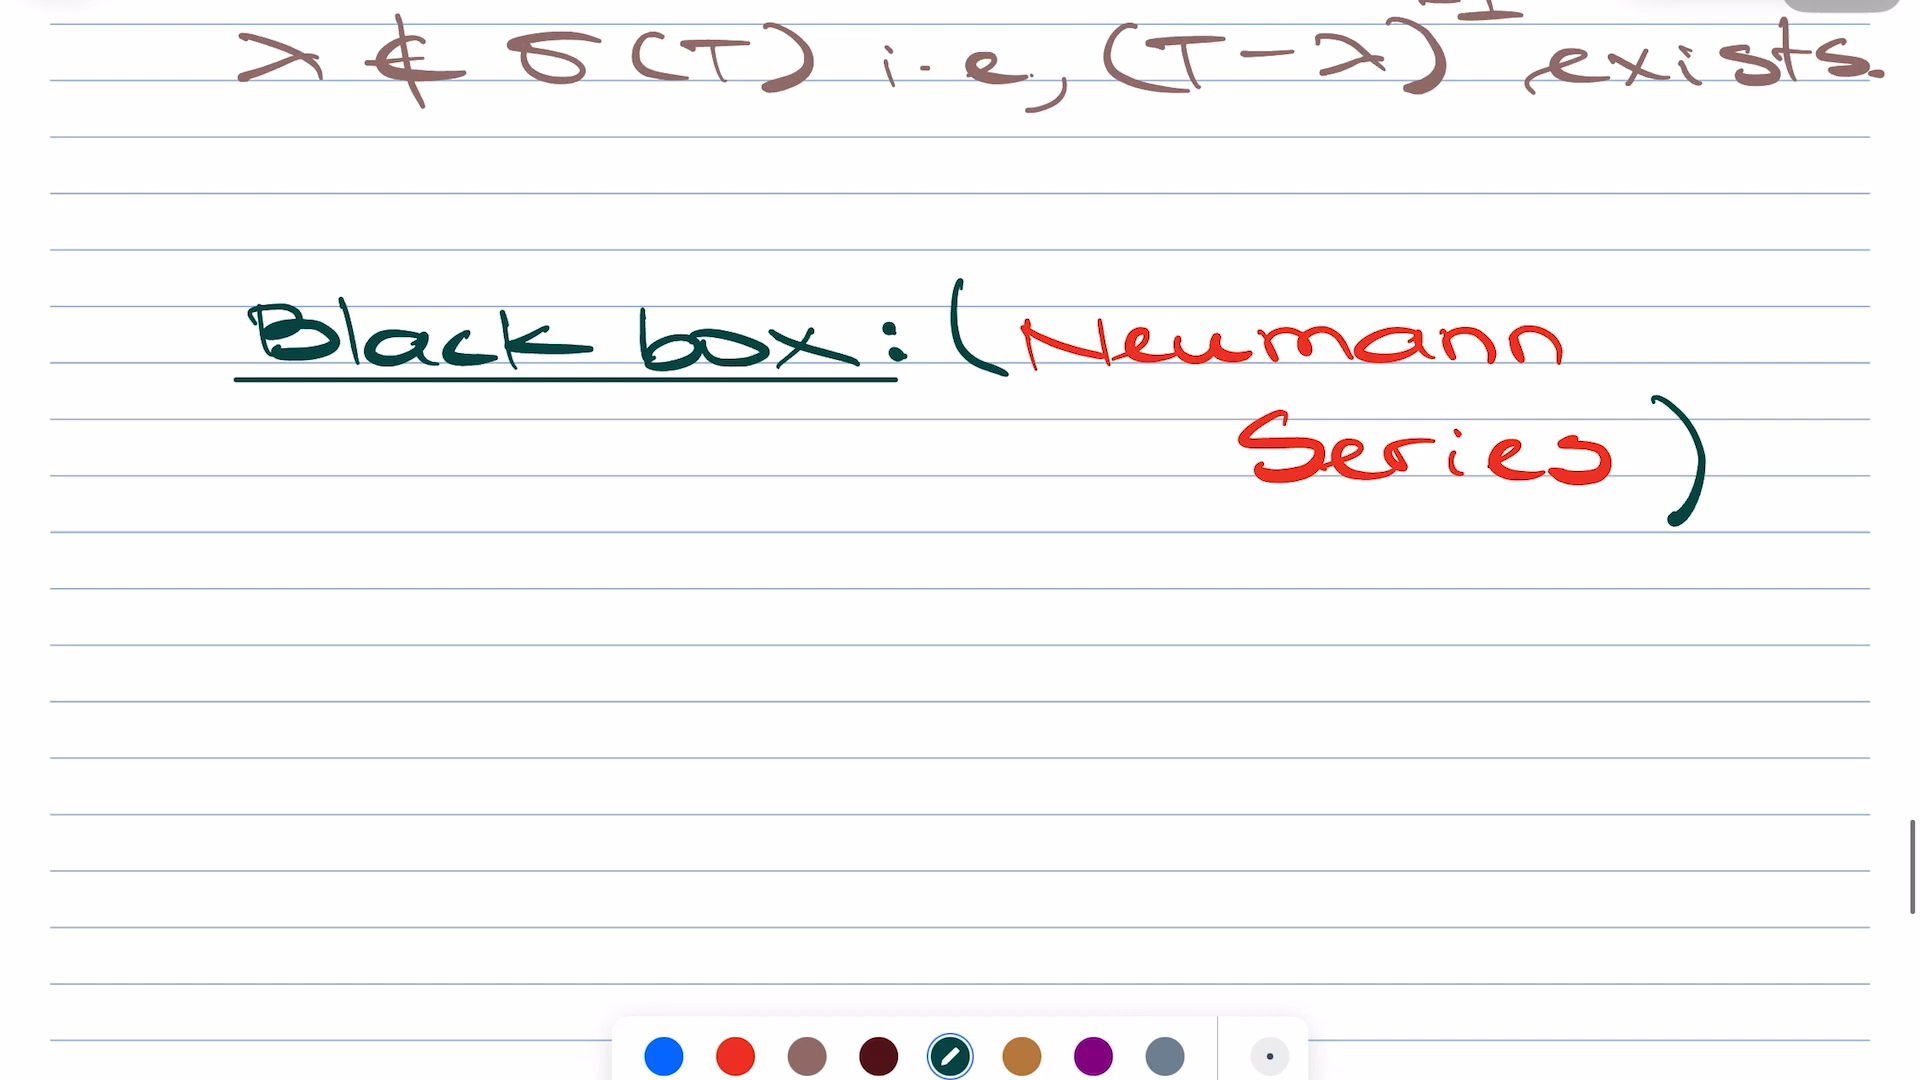 λ ∉ σ(T) i.e., (T-λ)⁻¹ exists.
Black box: (Neumann
Series)